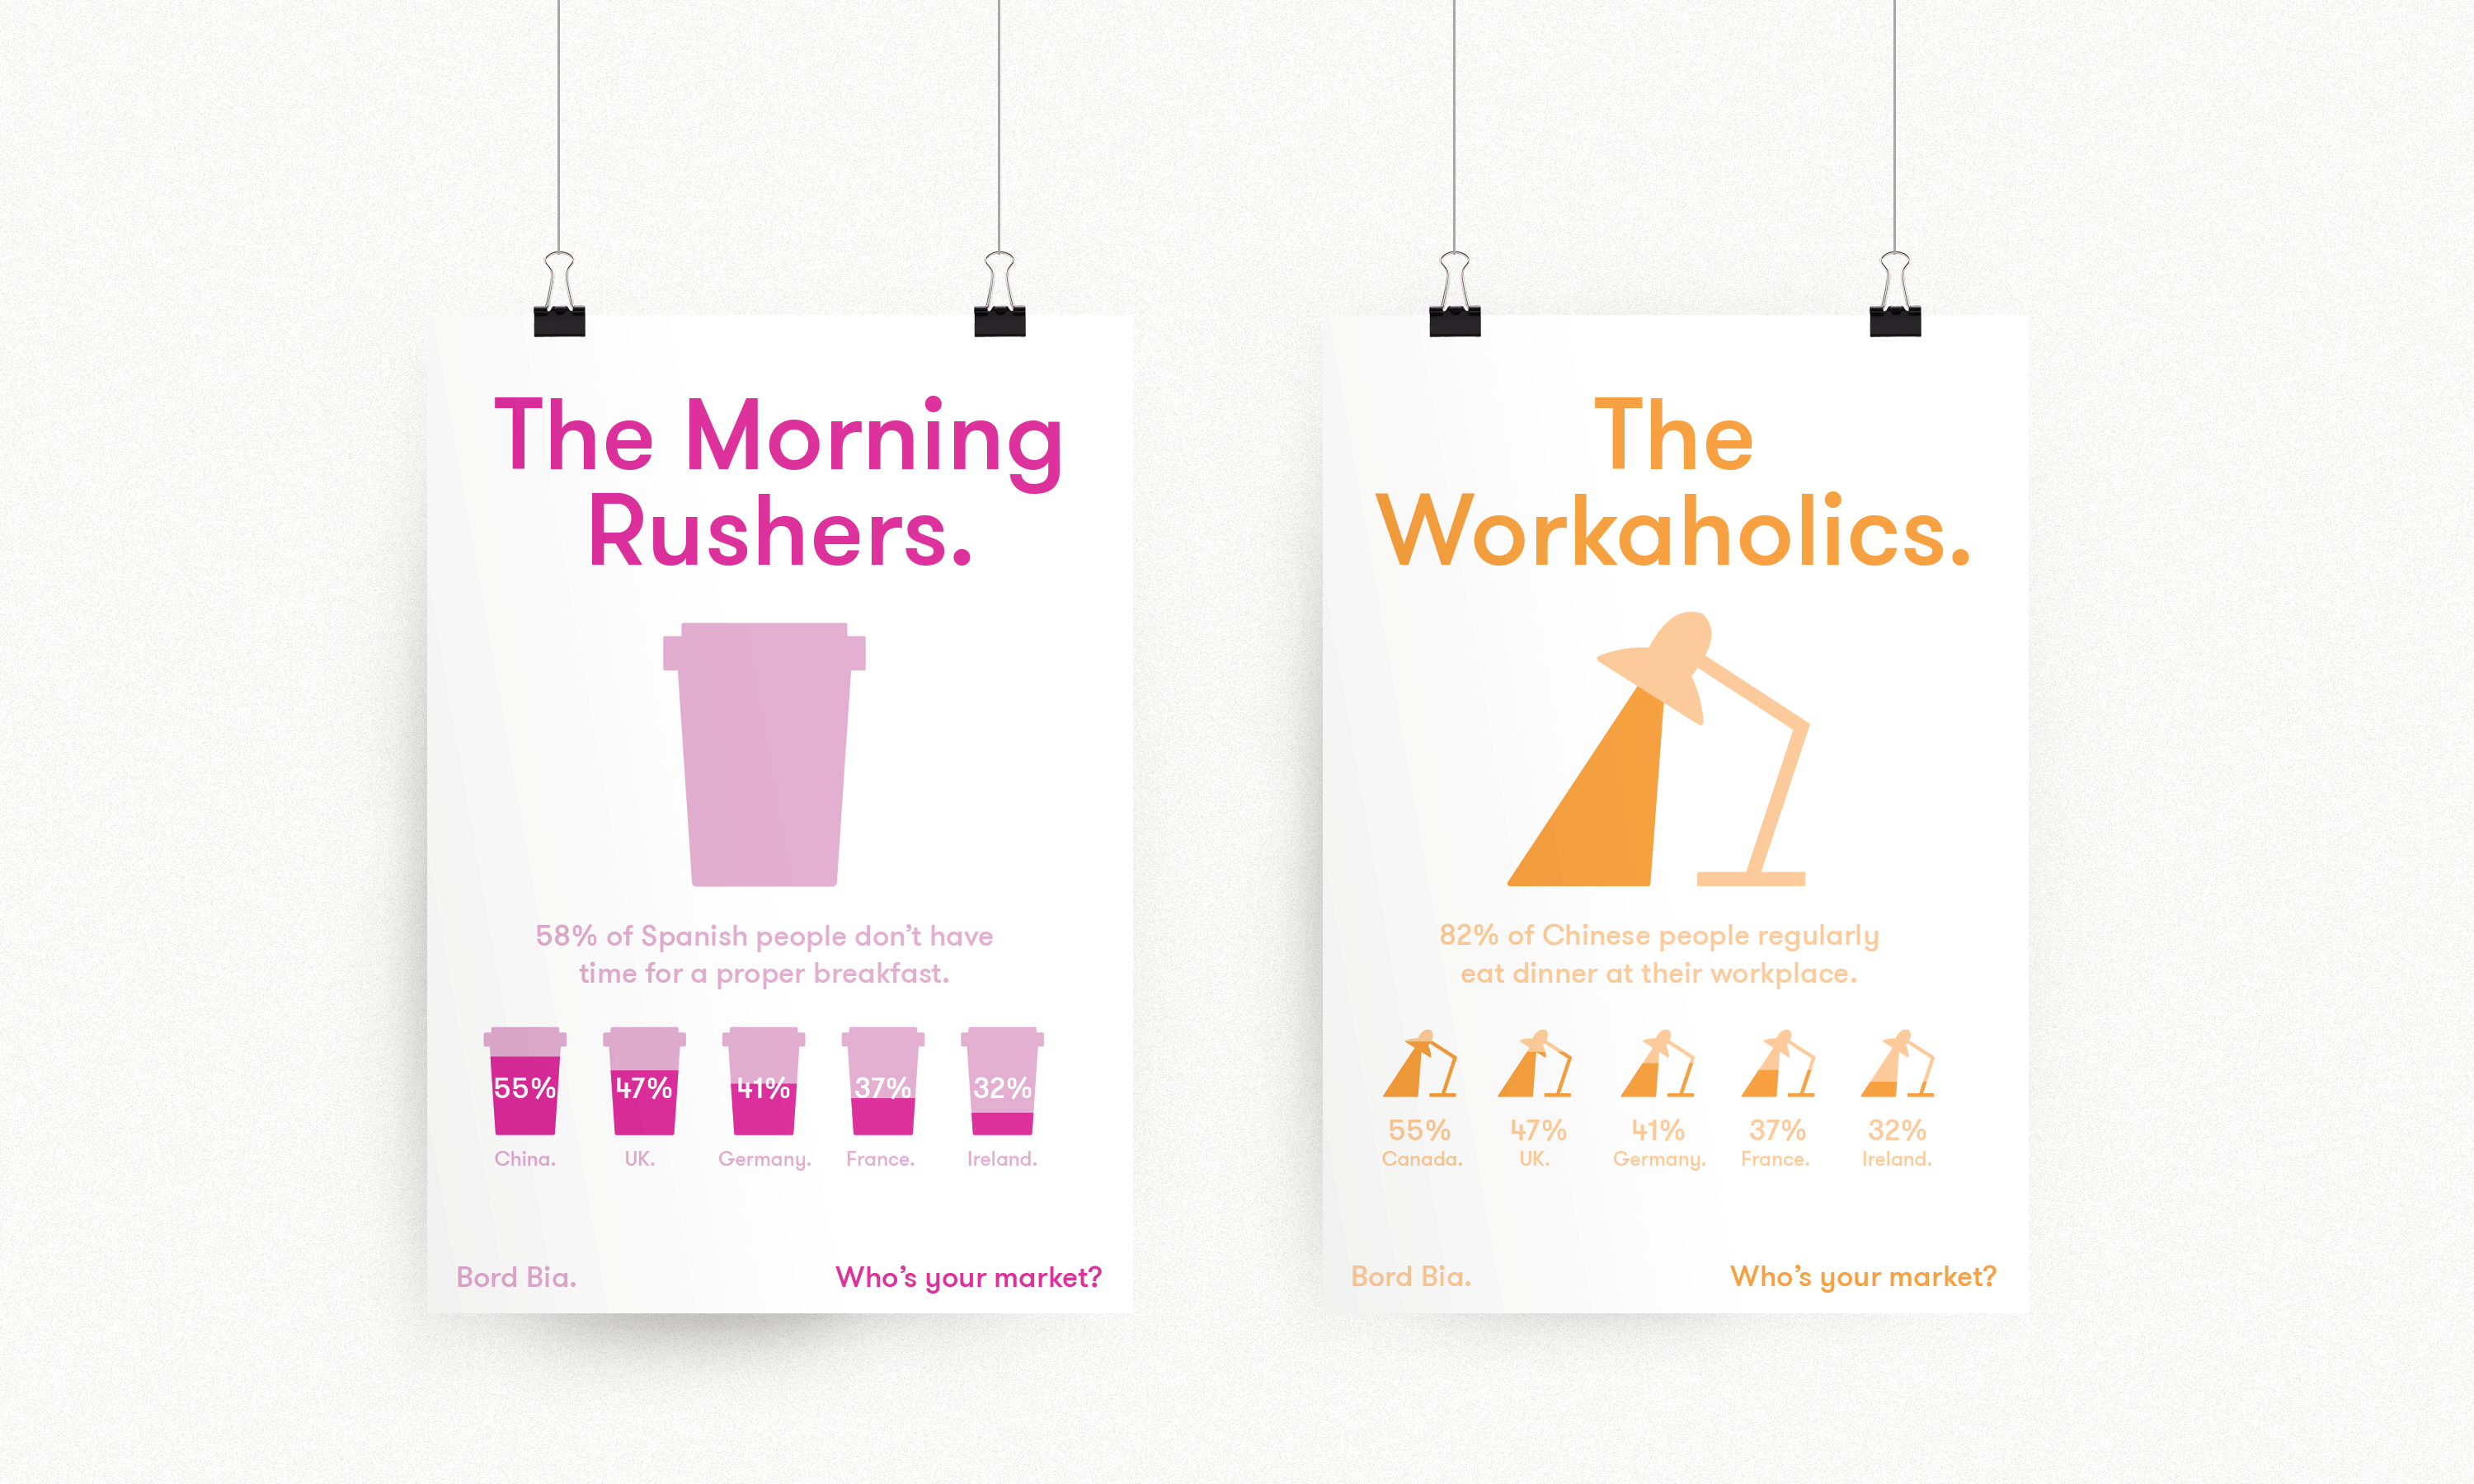 The Morning
Rushers.
58% of Spanish people don't have
time for a proper breakfast.
55% 47% 41% 37% 32%
China. UK. Germany. France. Ireland.
Bord Bia. Who's your market?
The
Workaholics.
82% of Chinese people regularly
eat dinner at their workplace.
55% 47% 41% 37% 32%
Canada. UK. Germany. France. Ireland.
Bord Bia. Who's your market?